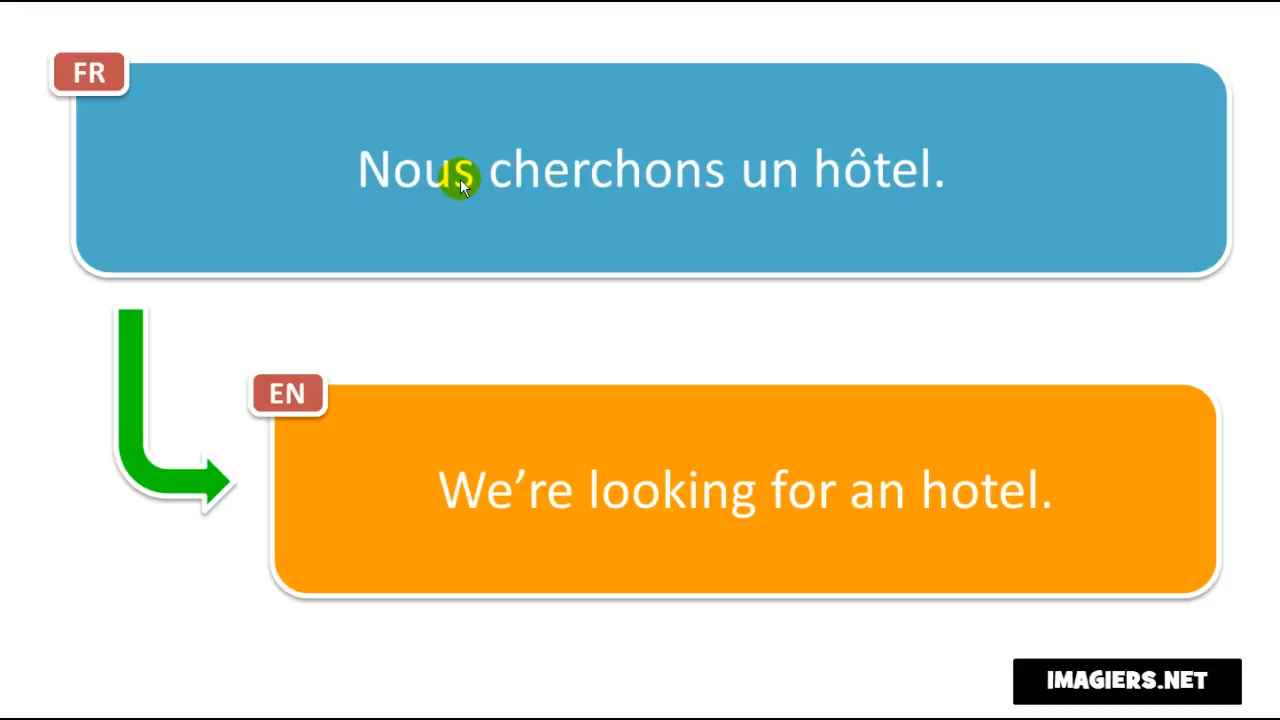 FR
Nous cherchons un hôtel.
EN
We’re looking for an hotel.
IMAGIERS.NET